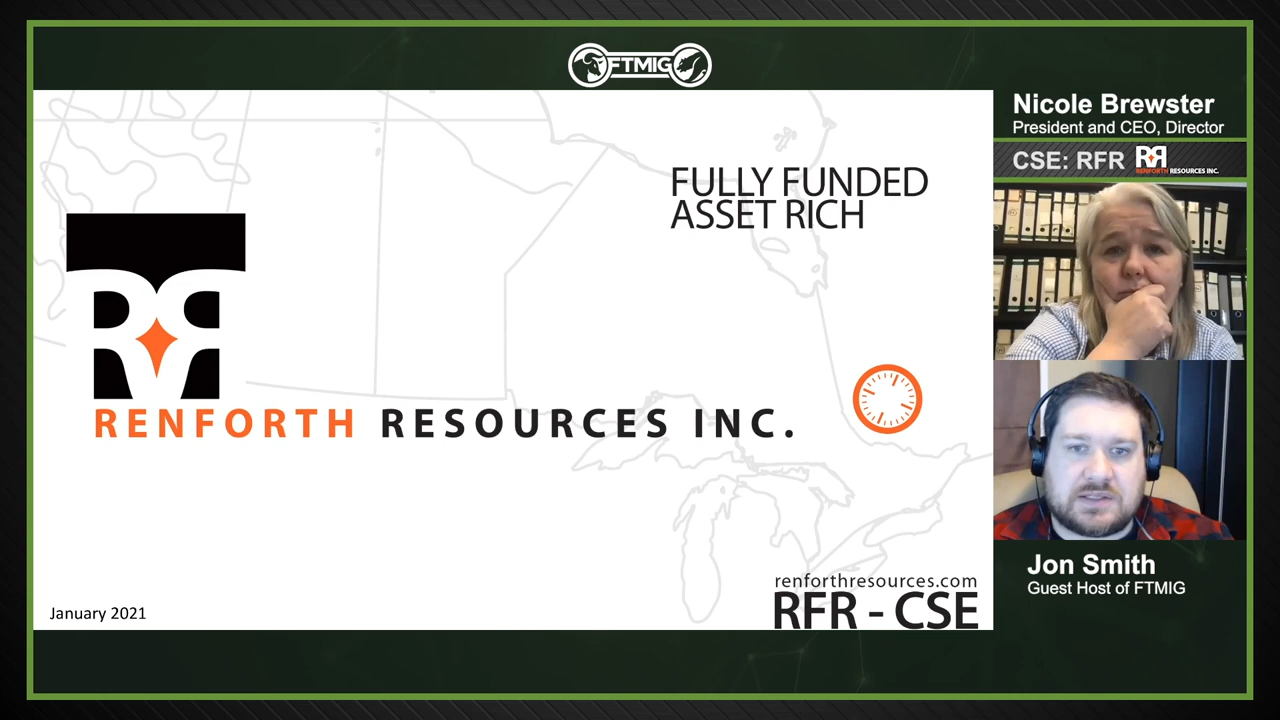 FTMIG
FULLY FUNDED
ASSET RICH
RENFORTH RESOURCES INC.
renforthresources.com
RFR - CSE
January 2021
Nicole Brewster
President and CEO, Director
CSE: RFR
RENFORTH RESOURCES INC.
Jon Smith
Guest Host of FTMIG